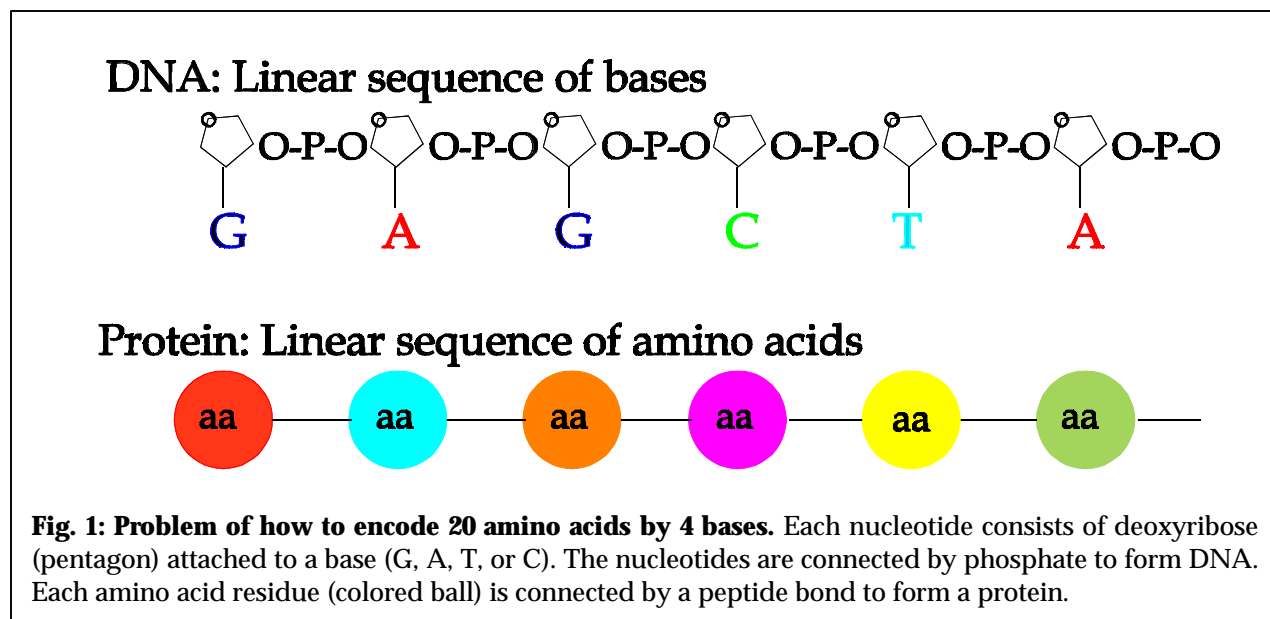 DNA: Linear sequence of bases
O-P-O O-P-O O-P-O O-P-O O-P-O O-P-O
G A G C T A
Protein: Linear sequence of amino acids
aa aa aa aa aa aa
Fig. 1: Problem of how to encode 20 amino acids by 4 bases. Each nucleotide consists of deoxyribose
(pentagon) attached to a base (G, A, T, or C). The nucleotides are connected by phosphate to form DNA.
Each amino acid residue (colored ball) is connected by a peptide bond to form a protein.